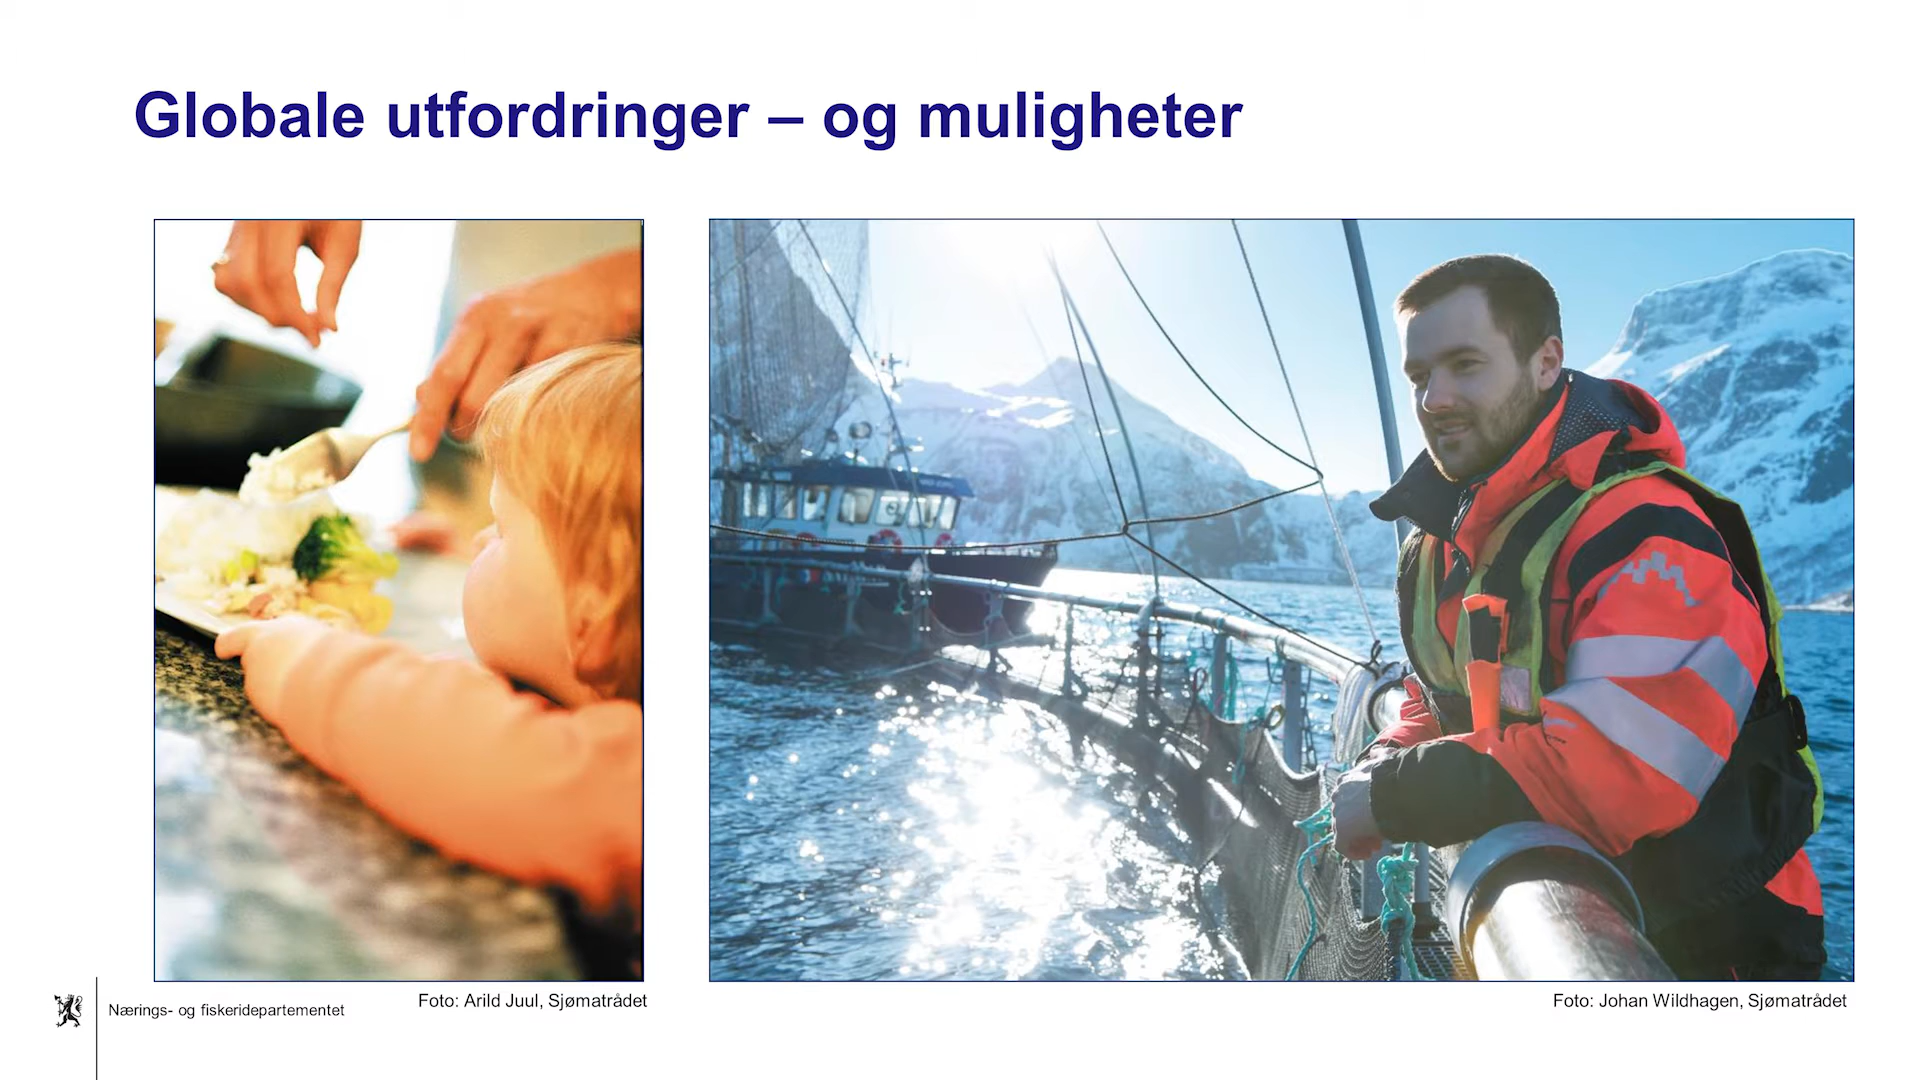 Globale utfordringer – og muligheter
Nærings- og fiskeridepartementet
Foto: Arild Juul, Sjømatrådet
Foto: Johan Wildhagen, Sjømatrådet